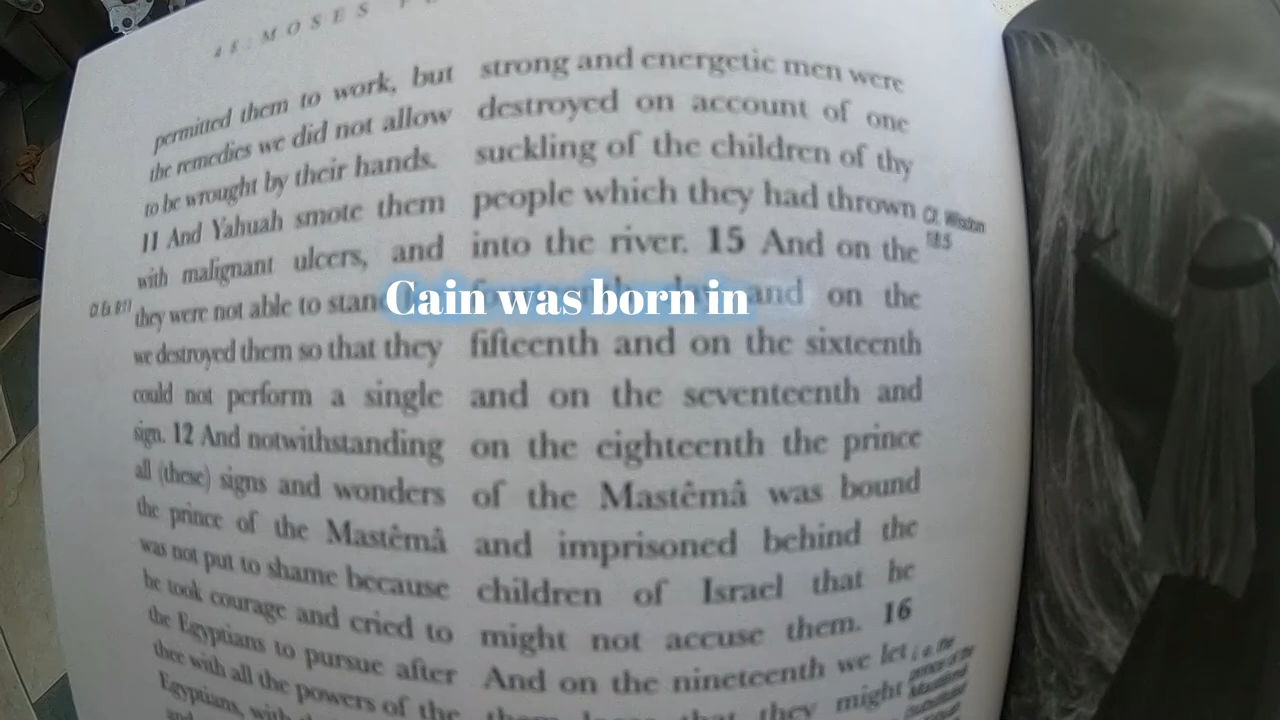 48: MOSES
permitted them to work, but
the remedies we did not allow
to be wrought by their hands.
11 And Yahuah smote them
with malignant ulcers, and
they were not able to stand
we destroyed them so that they
could not perform a single
sign. 12 And notwithstanding
all (these) signs and wonders
the prince of the Mastêmâ
was not put to shame because
he took courage and cried to
the Egyptians to pursue after
thee with all the powers of the
Egyptians, with
strong and energetic men were
destroyed on account of one
suckling of the children of thy
people which they had thrown
into the river. 15 And on the
and on the
fifteenth and on the sixteenth
and on the seventeenth and
on the eighteenth the prince
of the Mastêmâ was bound
and imprisoned behind the
children of Israel that he
might not accuse them. 16
And on the nineteenth we let
that they might
Cf. Wisdom
18:5
Cain was born in